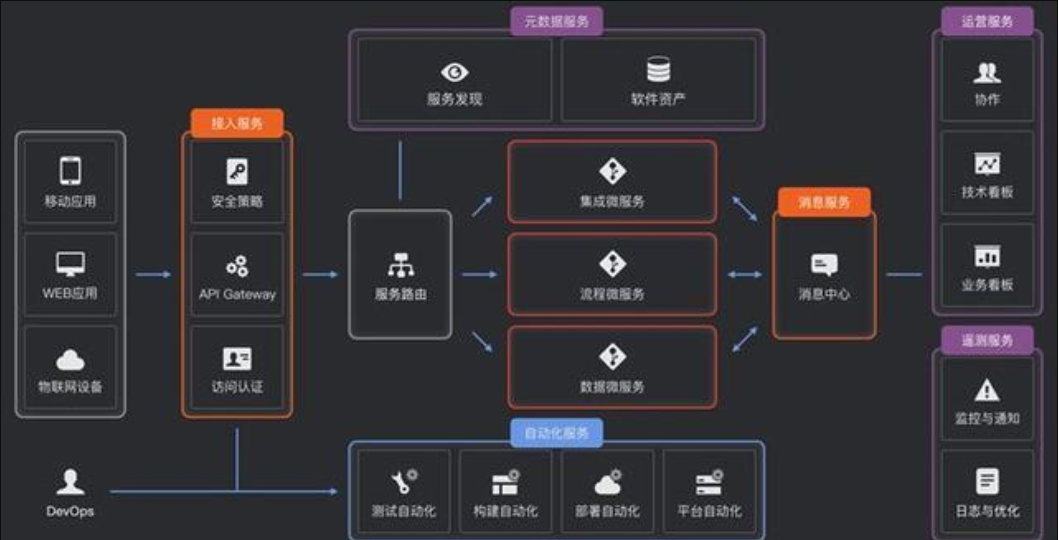 元数据服务
服务发现
软件资产
运营服务
协作
技术看板
业务看板
接入服务
安全策略
API Gateway
访问认证
移动应用
WEB应用
物联网设备
服务路由
集成微服务
流程微服务
数据微服务
消息服务
消息中心
遥测服务
监控与通知
日志与优化
自动化服务
测试自动化
构建自动化
部署自动化
平台自动化
DevOps